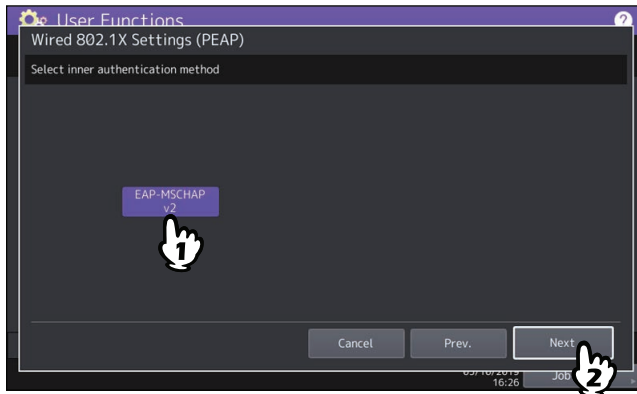 User Functions
?
Wired 802.1X Settings (PEAP)
Select inner authentication method
EAP-MSCHAP
v2
1
Cancel
Prev.
Next
16:26
Job
2